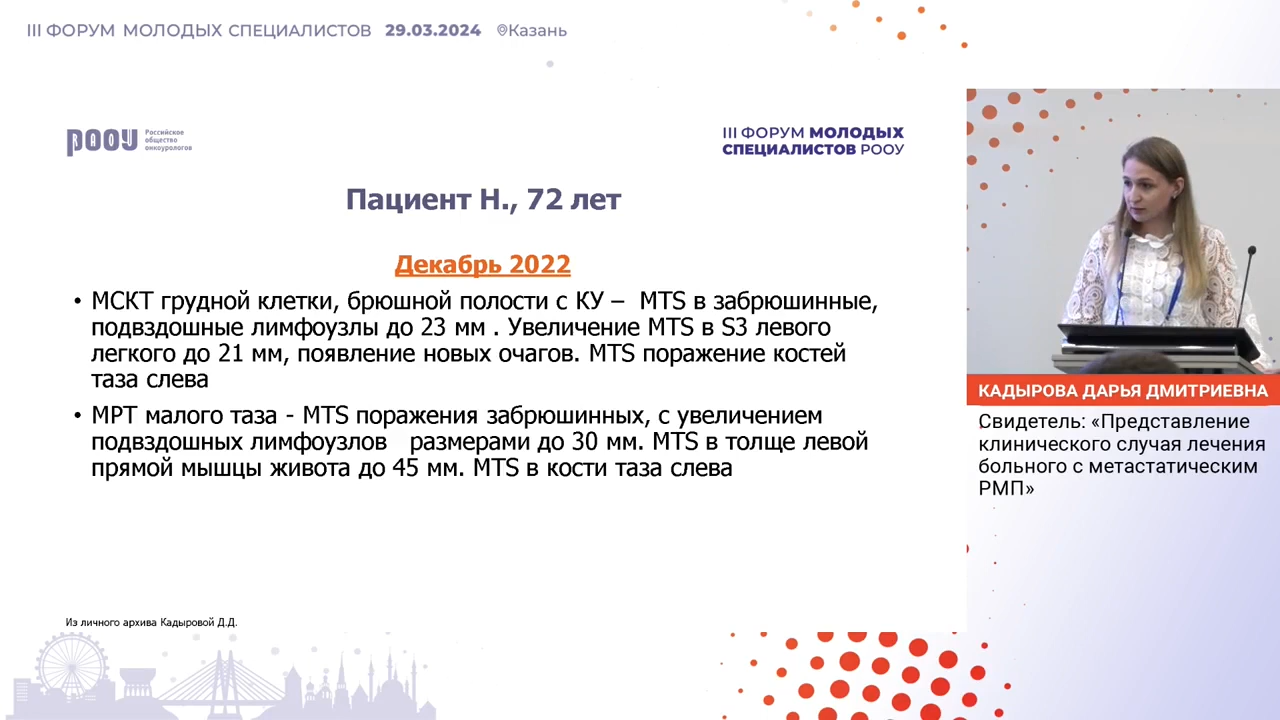 III ФОРУМ МОЛОДЫХ СПЕЦИАЛИСТОВ 29.03.2024 Казань
РООУ Российское
общество
онкоурологов
III ФОРУМ МОЛОДЫХ
СПЕЦИАЛИСТОВ РООУ
Пациент Н., 72 лет
Декабрь 2022
• МСКТ грудной клетки, брюшной полости с КУ – MTS в забрюшинные,
подвздошные лимфоузлы до 23 мм . Увеличение MTS в S3 левого
легкого до 21 мм, появление новых очагов. MTS поражение костей
таза слева
• МРТ малого таза - MTS поражения забрюшинных, с увеличением
подвздошных лимфоузлов размерами до 30 мм. MTS в толще левой
прямой мышцы живота до 45 мм. MTS в кости таза слева
Из личного архива Кадыровой Д.Д.
КАДЫРОВА ДАРЬЯ ДМИТРИЕВНА
Свидетель: «Представление
клинического случая лечения
больного с метастатическим
РМП»